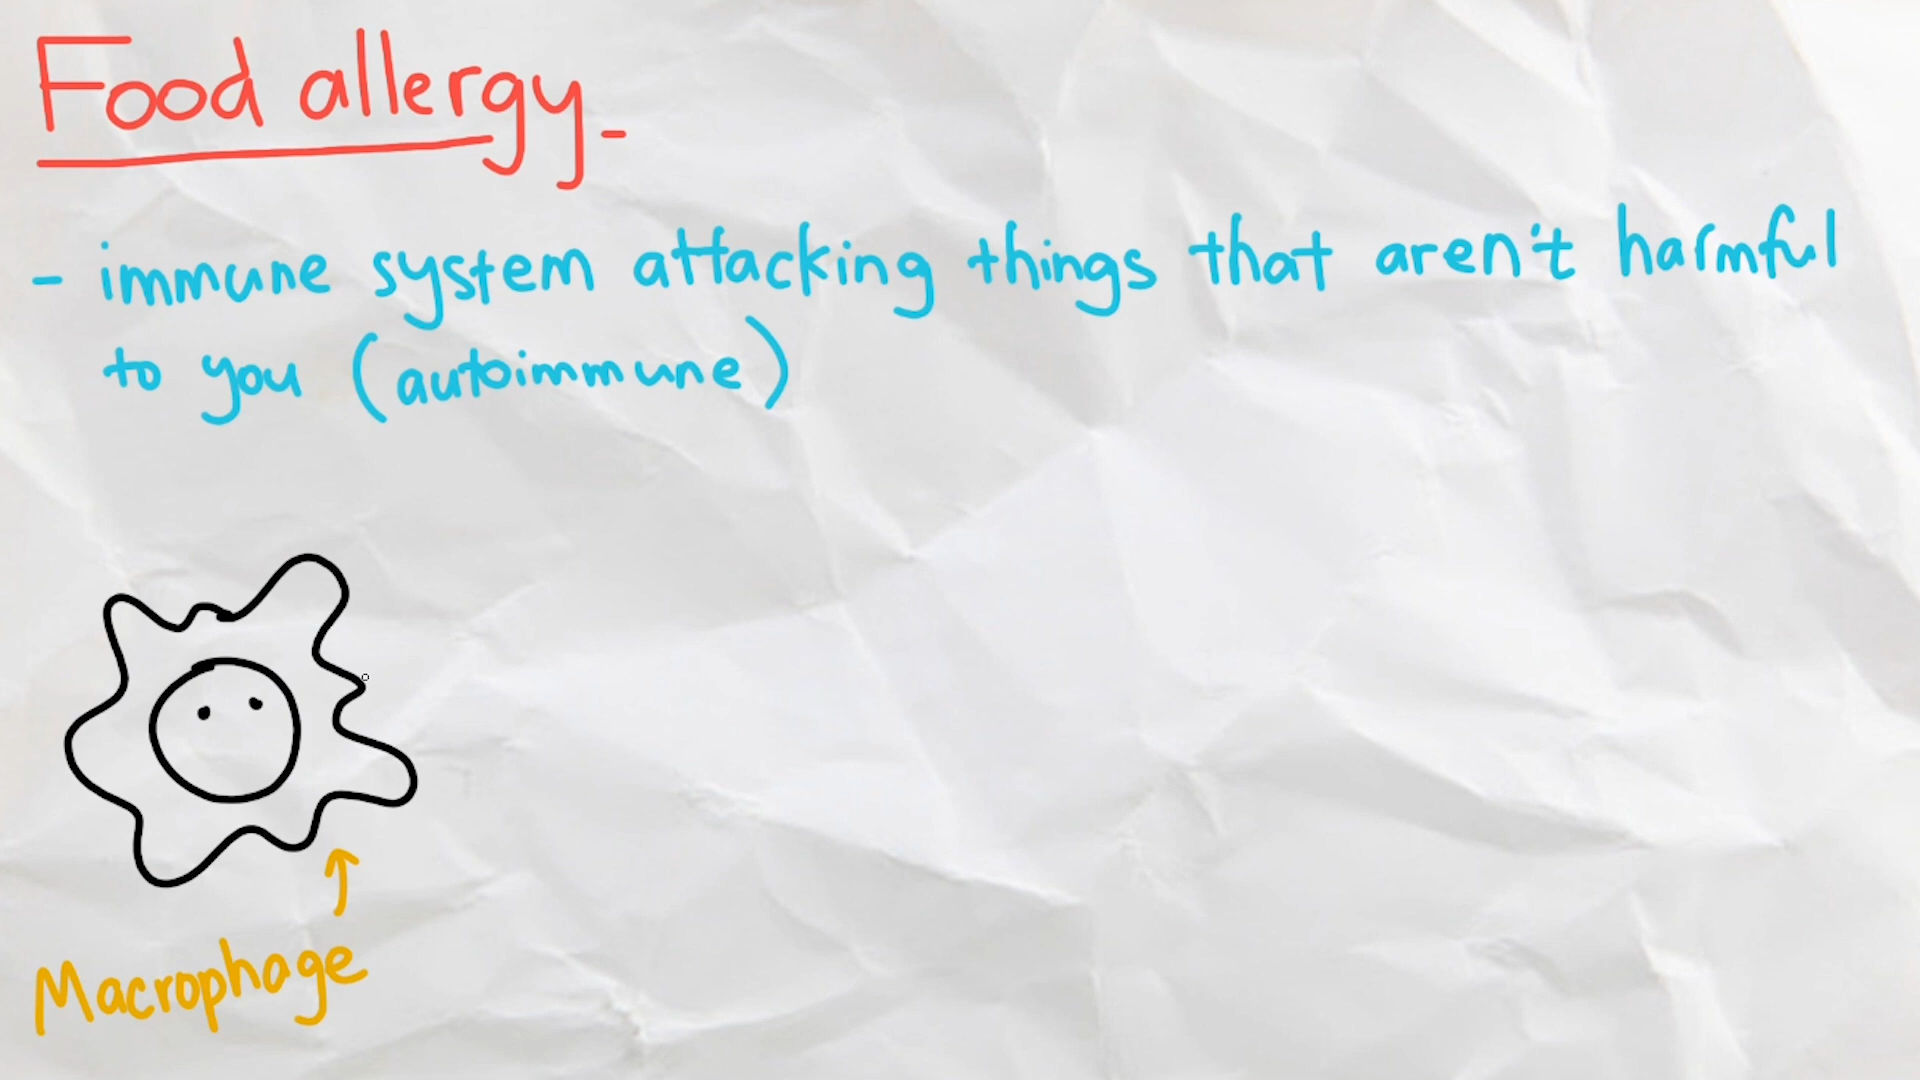 Food allergy-
- immune system attacking things that aren't harmful
to you (autoimmune)
Macrophage